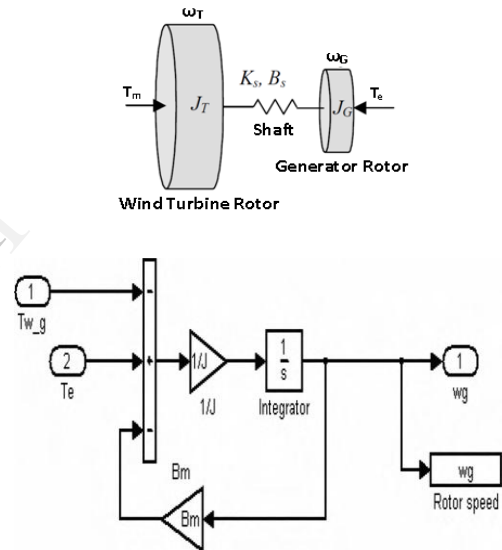 ωT
Tm
JT
Ks, Bs
Shaft
ωG
JG
Te
Generator Rotor
Wind Turbine Rotor
1
Tw_g
2
Te
1/J
1/J
1
s
Integrator
1
wg
wg
Rotor speed
Bm
Bm